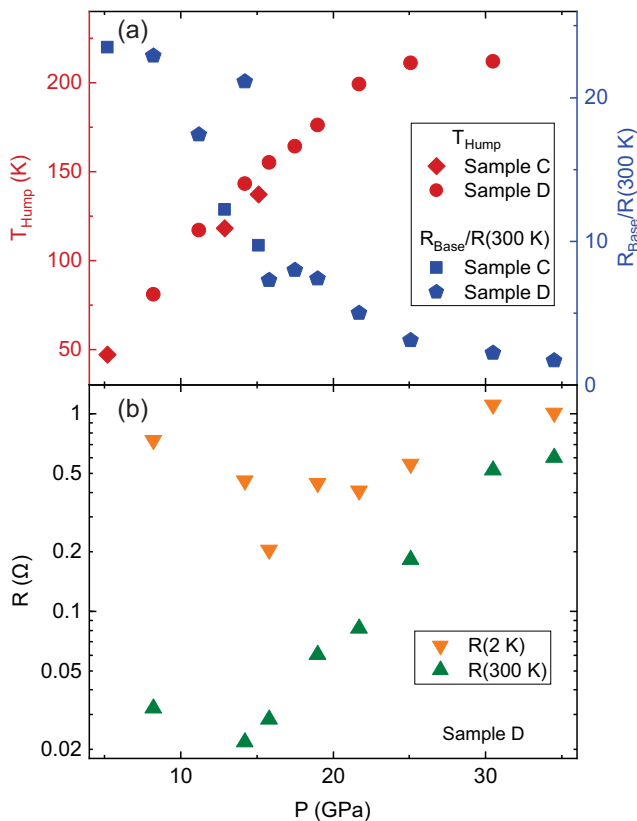 (a)
200
150
100
50
T_Hump (K)
20
10
0
R_Base/R(300 K)
T_Hump
Sample C
Sample D
R_Base/R(300 K)
Sample C
Sample D
(b)
1
0.5
0.2
0.1
0.05
0.02
R (Ω)
R(2 K)
R(300 K)
Sample D
10
20
30
P (GPa)